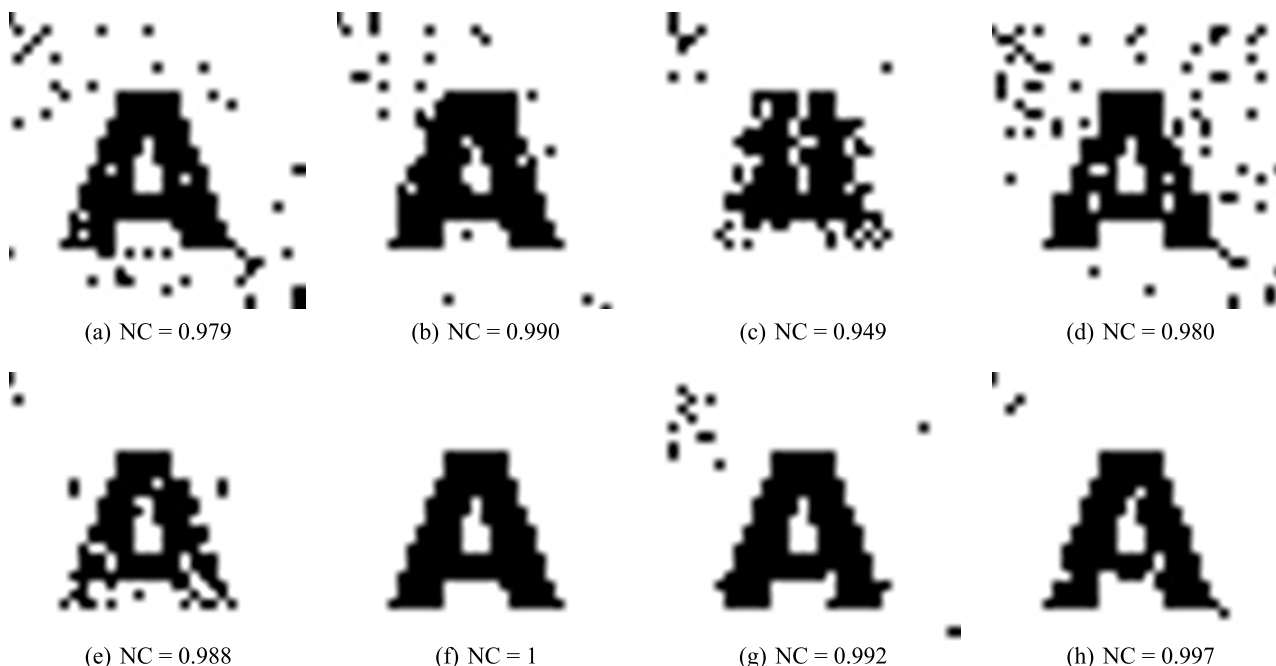 A A A A
(a) NC = 0.979 (b) NC = 0.990 (c) NC = 0.949 (d) NC = 0.980
A A A A
(e) NC = 0.988 (f) NC = 1 (g) NC = 0.992 (h) NC = 0.997